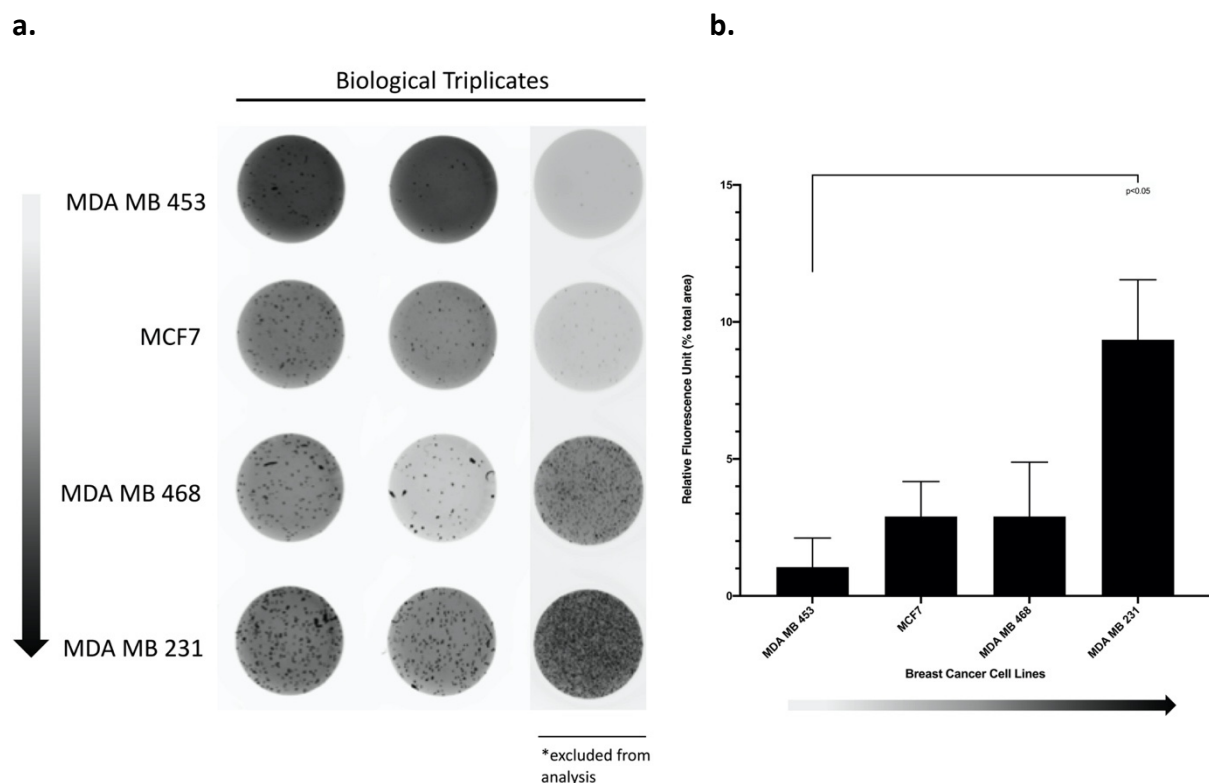 a.
Biological Triplicates
MDA MB 453
MCF7
MDA MB 468
MDA MB 231
*excluded from
analysis
b.
p<0.05
15
10
5
0
Relative Fluorescence Unit (% total area)
MDA MB 453
MCF7
MDA MB 468
MDA MB 231
Breast Cancer Cell Lines